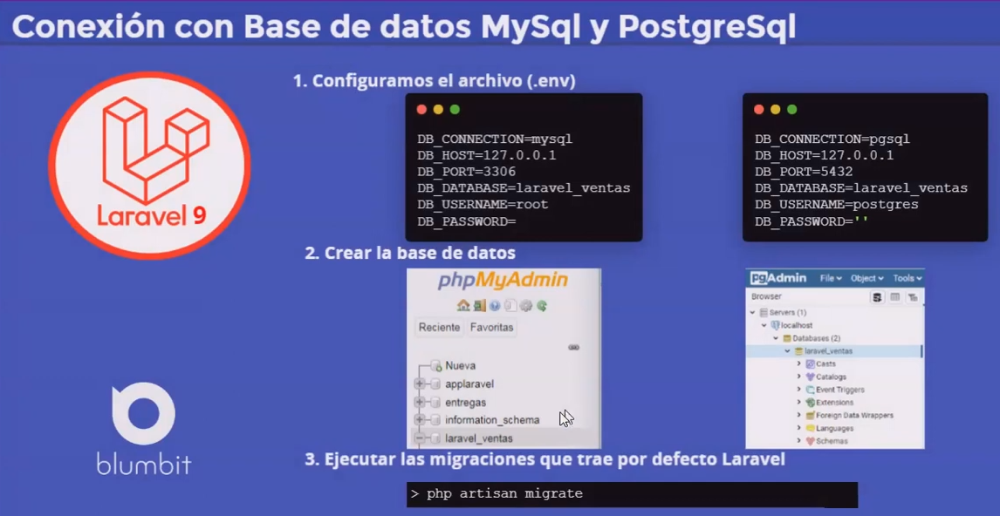 Conexión con Base de datos MySql y PostgreSql
Laravel 9
1. Configuramos el archivo (.env)
DB_CONNECTION=mysql
DB_HOST=127.0.0.1
DB_PORT=3306
DB_DATABASE=laravel_ventas
DB_USERNAME=root
DB_PASSWORD=
DB_CONNECTION=pgsql
DB_HOST=127.0.0.1
DB_PORT=5432
DB_DATABASE=laravel_ventas
DB_USERNAME=postgres
DB_PASSWORD=''
2. Crear la base de datos
phpMyAdmin
Reciente Favoritas
Nueva
applaravel
entregas
information_schema
laravel_ventas
pgAdmin File Object Tools
Browser
Servers (1)
localhost
Databases (2)
laravel_ventas
Casts
Catalogs
Event Triggers
Extensions
Foreign Data Wrappers
Languages
Schemas
blumbit
3. Ejecutar las migraciones que trae por defecto Laravel
> php artisan migrate